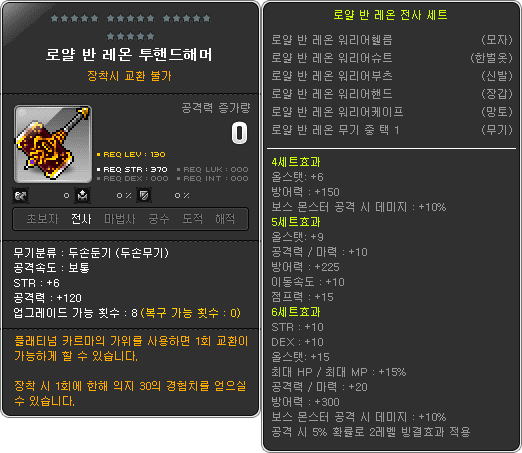 로얄 반 레온 투핸드해머
장착시 교환 불가
공격력 증가량
0
REQ LEV : 130
REQ STR : 370
REQ LUK : 000
REQ DEX : 000
REQ INT : 000
0
0 %
0 %
초보자 전사 마법사 궁수 도적 해적
무기분류 : 두손둔기 (두손무기)
공격속도 : 보통
STR : +6
공격력 : +120
업그레이드 가능 횟수 : 8 (복구 가능 횟수 : 0)
플래티넘 카르마의 가위를 사용하면 1회 교환이
가능하게 할 수 있습니다.
장착 시 1회에 한해 의지 30의 경험치를 얻으실
수 있습니다.
로얄 반 레온 전사 세트
로얄 반 레온 워리어헬름 (모자)
로얄 반 레온 워리어슈트 (한벌옷)
로얄 반 레온 워리어부츠 (신발)
로얄 반 레온 워리어핸드 (장갑)
로얄 반 레온 워리어케이프 (망토)
로얄 반 레온 무기 중 택 1 (무기)
4세트효과
올스탯: +6
방어력 : +150
보스 몬스터 공격 시 데미지 : +10%
5세트효과
올스탯: +9
공격력 / 마력 : +10
방어력 : +225
이동속도 : +10
점프력 : +15
6세트효과
STR : +10
DEX : +10
올스탯: +15
최대 HP / 최대 MP : +15%
공격력 / 마력 : +20
방어력 : +300
보스 몬스터 공격 시 데미지 : +10%
공격 시 5% 확률로 2레벨 빙결효과 적용